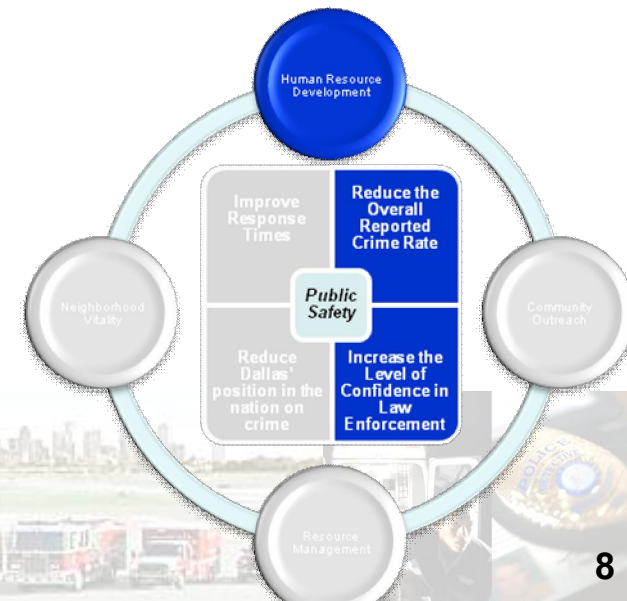 Human Resource
Development
Improve
Response
Times
Reduce the
Overall
Reported
Crime Rate
Neighborhood
Vitality
Public
Safety
Community
Outreach
Reduce
Dallas'
position in the
nation on
crime
Increase the
Level of
Confidence in
Law
Enforcement
POLICE
Resource
Management
8